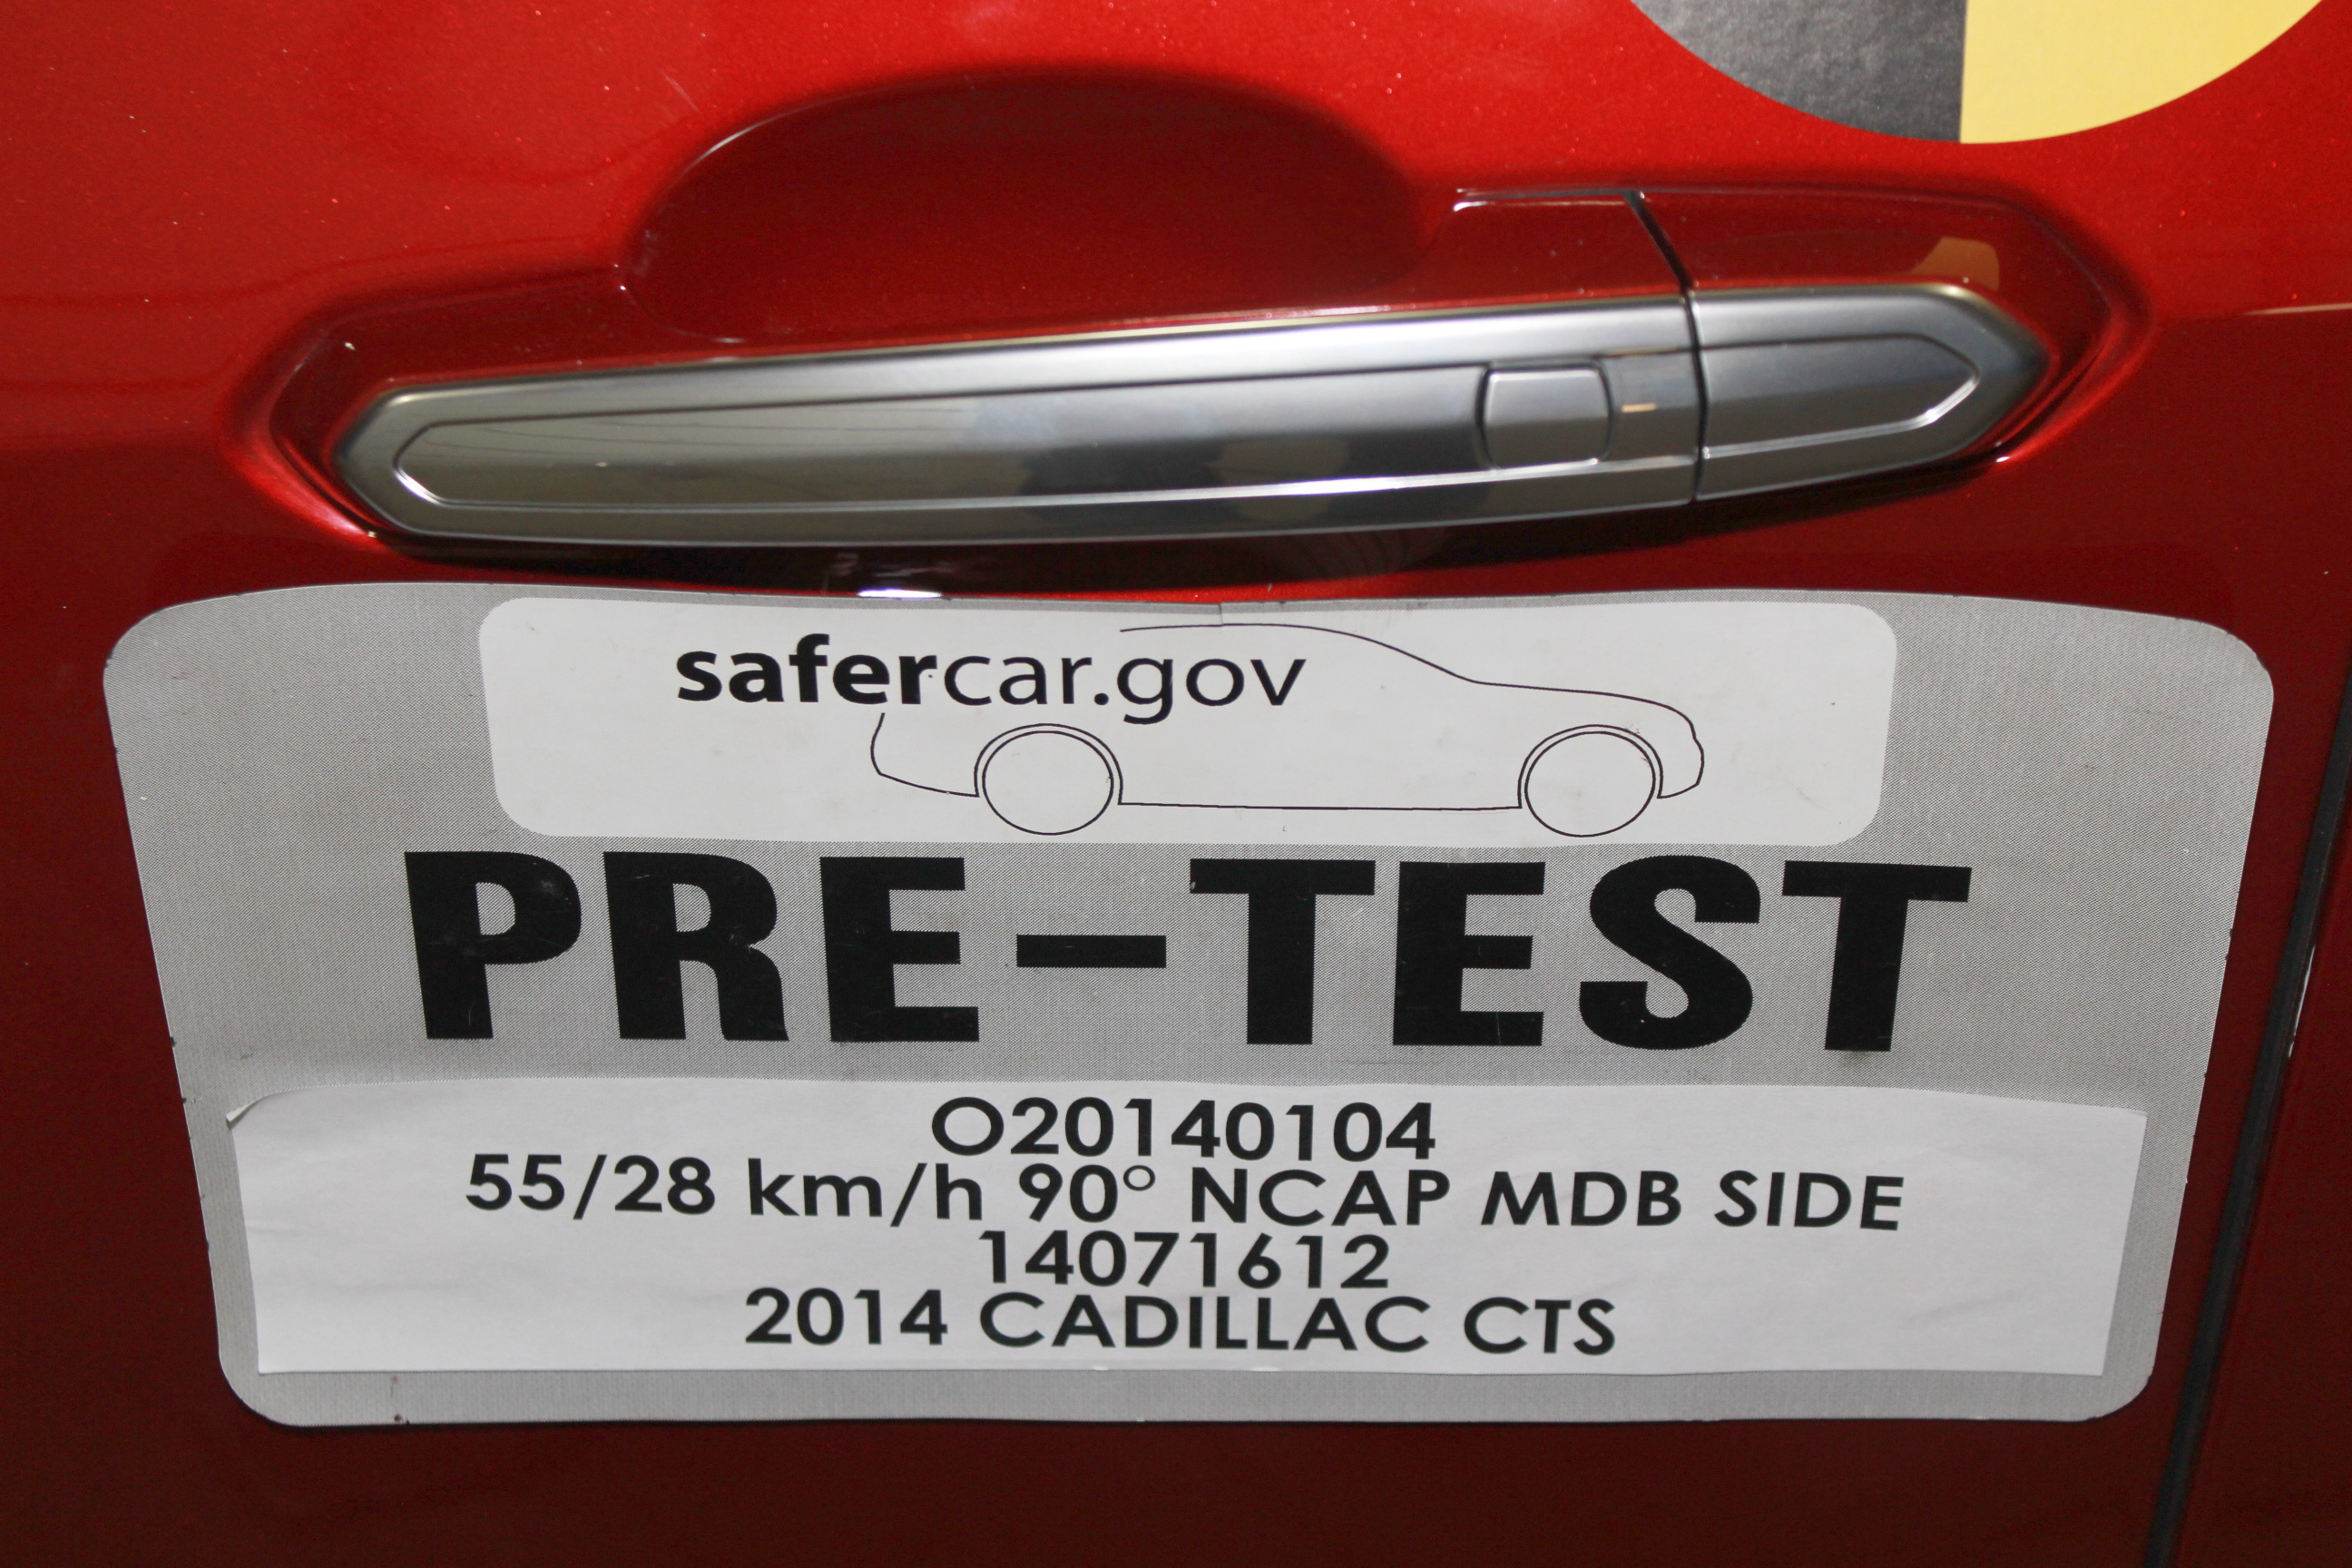 safercar.gov
PRE-TEST
O20140104
55/28 km/h 90° NCAP MDB SIDE
14071612
2014 CADILLAC CTS